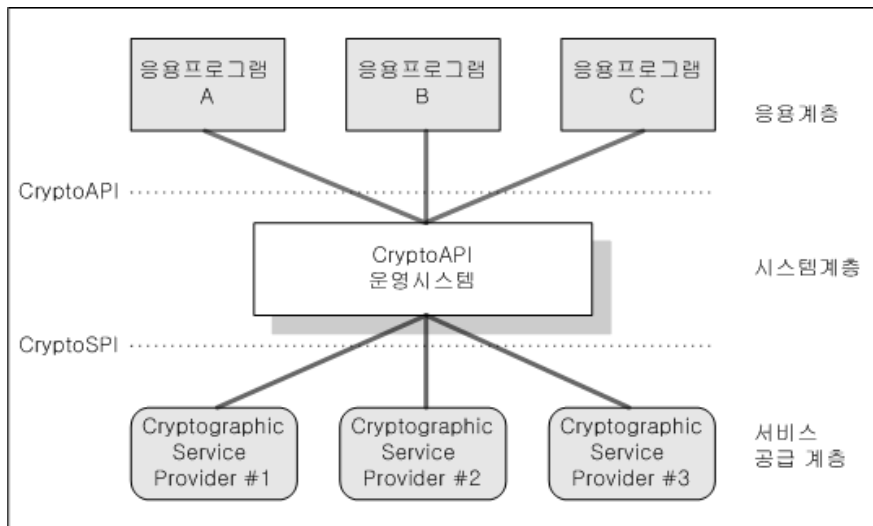 응용프로그램
A
응용프로그램
B
응용프로그램
C
응용계층
CryptoAPI
CryptoAPI
운영시스템
시스템계층
CryptoSPI
Cryptographic
Service
Provider #1
Cryptographic
Service
Provider #2
Cryptographic
Service
Provider #3
서비스
공급 계층